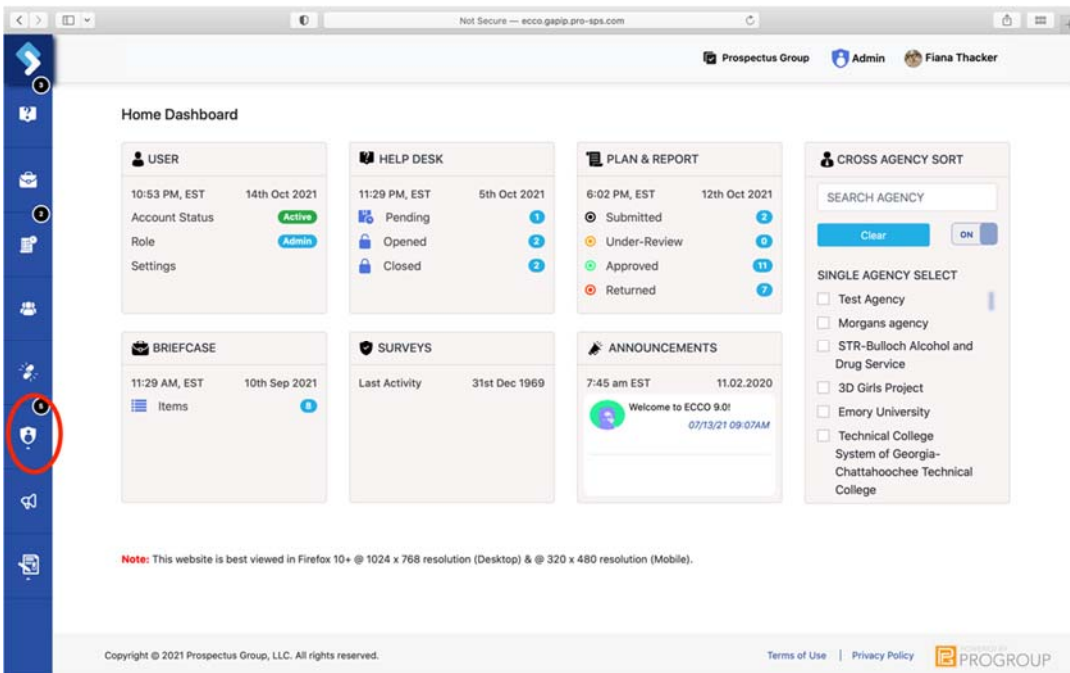 Not Secure — ecco.gapip.pro-sps.com
Prospectus Group Admin Fiana Thacker
3
2
5
Home Dashboard
USER
10:53 PM, EST 14th Oct 2021
Account Status Active
Role Admin
Settings
HELP DESK
11:29 PM, EST 5th Oct 2021
Pending 1
Opened 2
Closed 2
PLAN & REPORT
6:02 PM, EST 12th Oct 2021
Submitted 2
Under-Review 0
Approved 11
Returned 7
CROSS AGENCY SORT
SEARCH AGENCY
Clear ON
SINGLE AGENCY SELECT
Test Agency
Morgans agency
STR-Bulloch Alcohol and
Drug Service
3D Girls Project
Emory University
Technical College
System of Georgia-
Chattahoochee Technical
College
BRIEFCASE
11:29 AM, EST 10th Sep 2021
Items 8
SURVEYS
Last Activity 31st Dec 1969
ANNOUNCEMENTS
7:45 am EST 11.02.2020
Welcome to ECCO 9.0!
07/13/21 09:07AM
Note: This website is best viewed in Firefox 10+ @ 1024 x 768 resolution (Desktop) & @ 320 x 480 resolution (Mobile).
Copyright @ 2021 Prospectus Group, LLC. All rights reserved.
Terms of Use | Privacy Policy
POWERED BY
PROGROUP